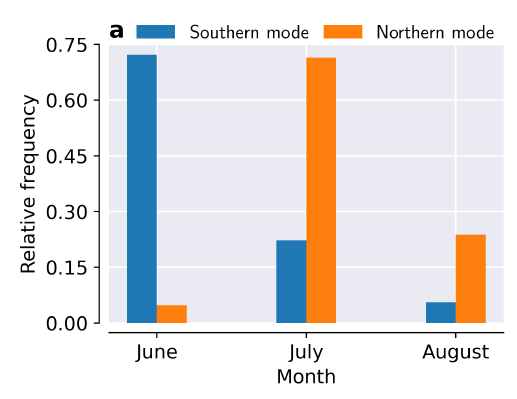 a Southern mode Northern mode
0.75
0.60
0.45
0.30
0.15
0.00
Relative frequency
June July August
Month